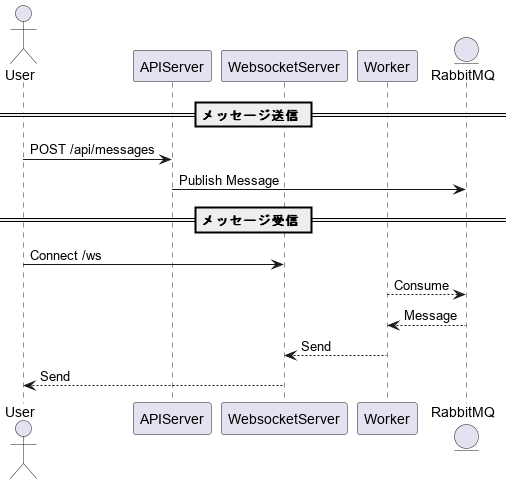 User
APIServer
WebsocketServer
Worker
RabbitMQ
メッセージ送信
POST /api/messages
Publish Message
メッセージ受信
Connect /ws
Consume
Message
Send
Send
User
APIServer
WebsocketServer
Worker
RabbitMQ